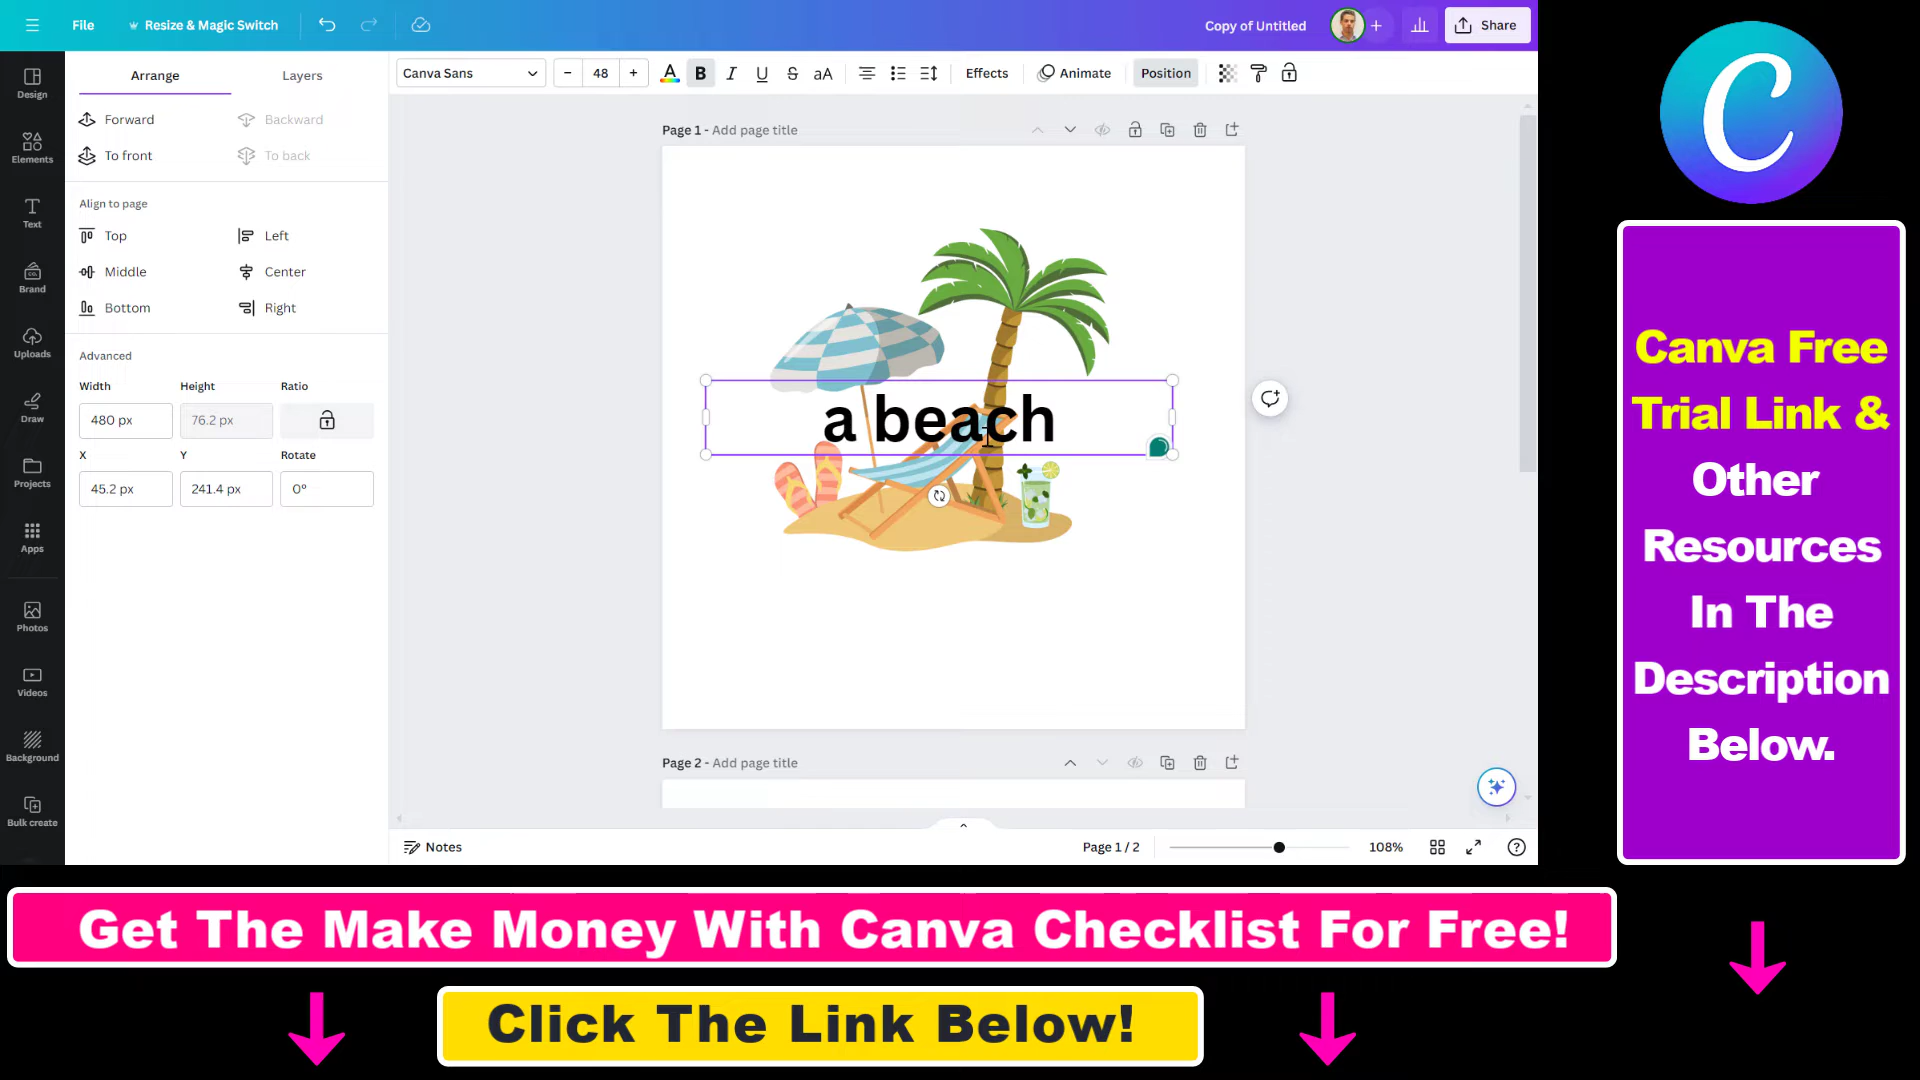 File
Resize & Magic Switch
Copy of Untitled
Share
Design
Elements
Text
Brand
Uploads
Draw
Projects
Apps
Photos
Videos
Background
Bulk create
Arrange
Layers
Forward
Backward
To front
To back
Align to page
Top
Left
Middle
Center
Bottom
Right
Advanced
Width
Height
Ratio
480 px
76.2 px
X
Y
Rotate
45.2 px
241.4 px
0°
Canva Sans
– 48 +
A B I U S aA
Effects
Animate
Position
Page 1 - Add page title
a beach
Page 2 - Add page title
Notes
Page 1 / 2
108%
C
Canva Free
Trial Link &
Other
Resources
In The
Description
Below.
Get The Make Money With Canva Checklist For Free!
Click The Link Below!